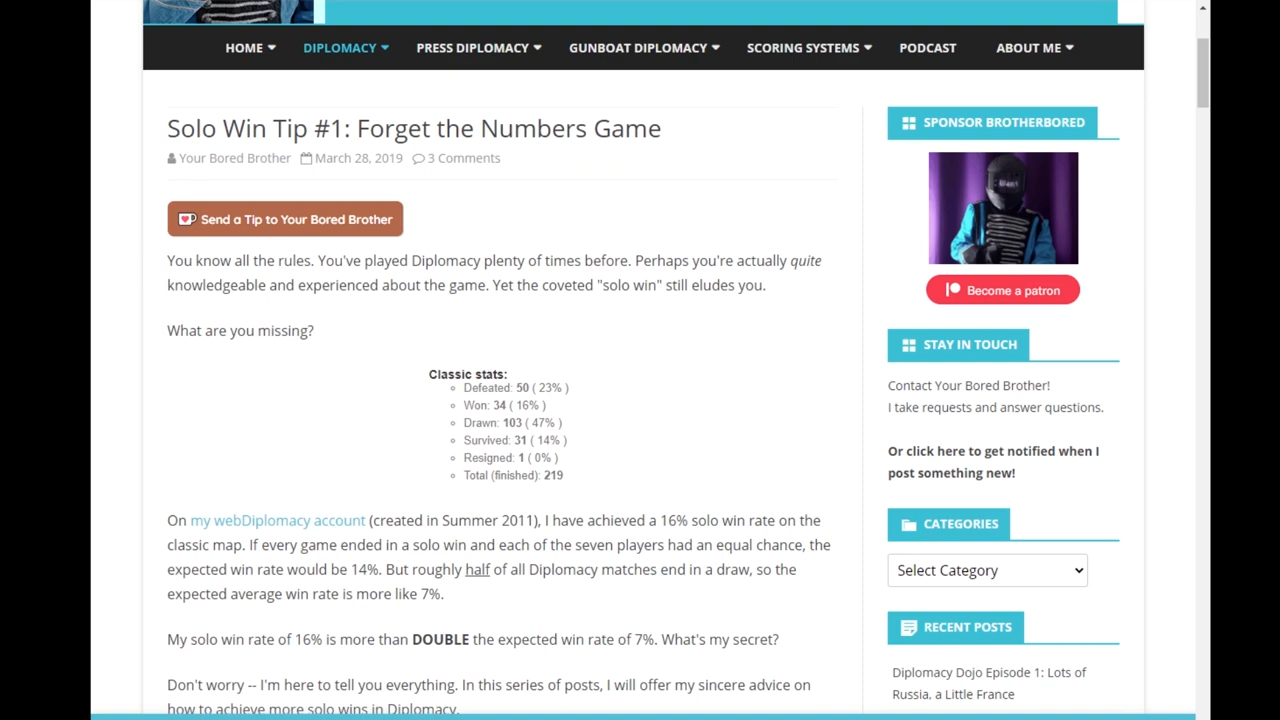 HOME DIPLOMACY PRESS DIPLOMACY GUNBOAT DIPLOMACY SCORING SYSTEMS PODCAST ABOUT ME
Solo Win Tip #1: Forget the Numbers Game
Your Bored Brother March 28, 2019 3 Comments
Send a Tip to Your Bored Brother
You know all the rules. You've played Diplomacy plenty of times before. Perhaps you're actually quite
knowledgeable and experienced about the game. Yet the coveted "solo win" still eludes you.
What are you missing?
Classic stats:
Defeated: 50 ( 23% )
Won: 34 ( 16% )
Drawn: 103 ( 47% )
Survived: 31 ( 14% )
Resigned: 1 ( 0% )
Total (finished): 219
On my webDiplomacy account (created in Summer 2011), I have achieved a 16% solo win rate on the
classic map. If every game ended in a solo win and each of the seven players had an equal chance, the
expected win rate would be 14%. But roughly half of all Diplomacy matches end in a draw, so the
expected average win rate is more like 7%.
My solo win rate of 16% is more than DOUBLE the expected win rate of 7%. What's my secret?
Don't worry -- I'm here to tell you everything. In this series of posts, I will offer my sincere advice on
how to achieve more solo wins in Diplomacy.
SPONSOR BROTHERBORED
Become a patron
STAY IN TOUCH
Contact Your Bored Brother!
I take requests and answer questions.
Or click here to get notified when I
post something new!
CATEGORIES
Select Category
RECENT POSTS
Diplomacy Dojo Episode 1: Lots of
Russia, a Little France